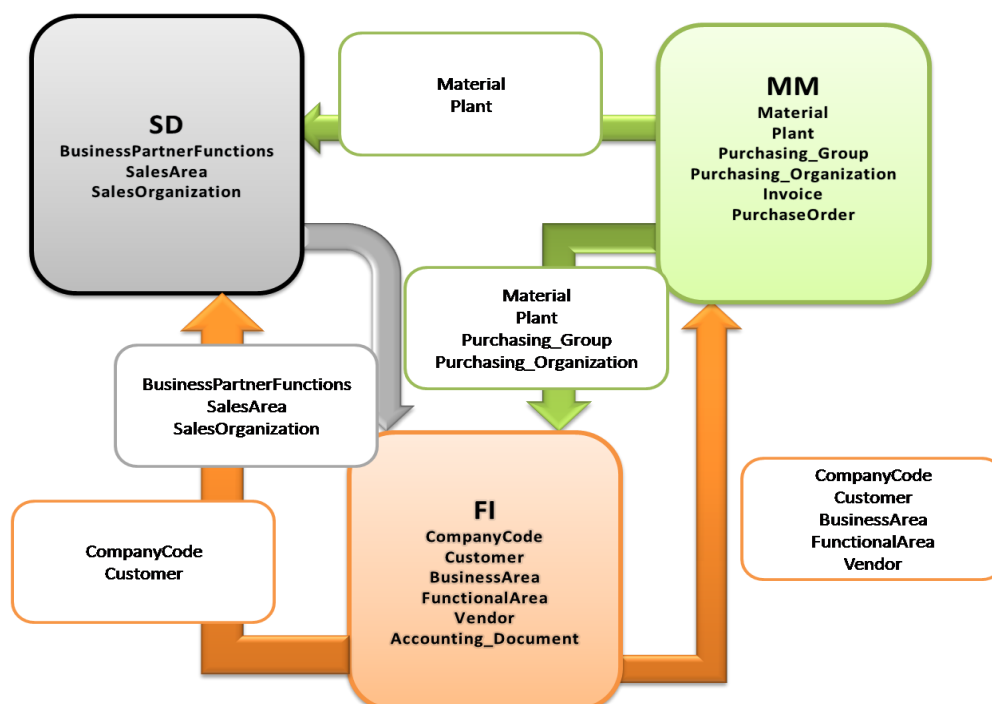 SD
BusinessPartnerFunctions
SalesArea
SalesOrganization
Material
Plant
MM
Material
Plant
Purchasing_Group
Purchasing_Organization
Invoice
PurchaseOrder
Material
Plant
Purchasing_Group
Purchasing_Organization
BusinessPartnerFunctions
SalesArea
SalesOrganization
CompanyCode
Customer
FI
CompanyCode
Customer
BusinessArea
FunctionalArea
Vendor
Accounting_Document
CompanyCode
Customer
BusinessArea
FunctionalArea
Vendor